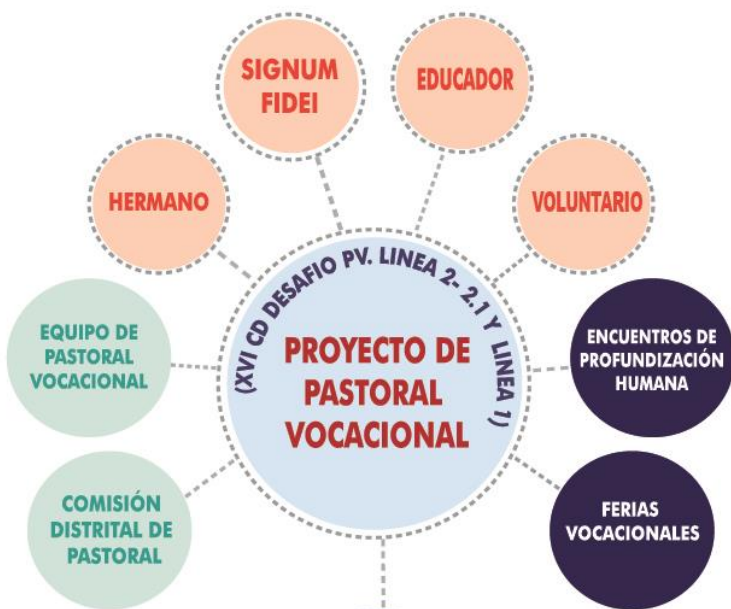 SIGNUM
FIDEI
EDUCADOR
HERMANO
VOLUNTARIO
(XVI CD DESAFIO PV. LINEA 2- 2.1 Y LINEA 1)
PROYECTO DE
PASTORAL
VOCACIONAL
EQUIPO DE
PASTORAL
VOCACIONAL
ENCUENTROS DE
PROFUNDIZACIÓN
HUMANA
COMISIÓN
DISTRITAL DE
PASTORAL
FERIAS
VOCACIONALES